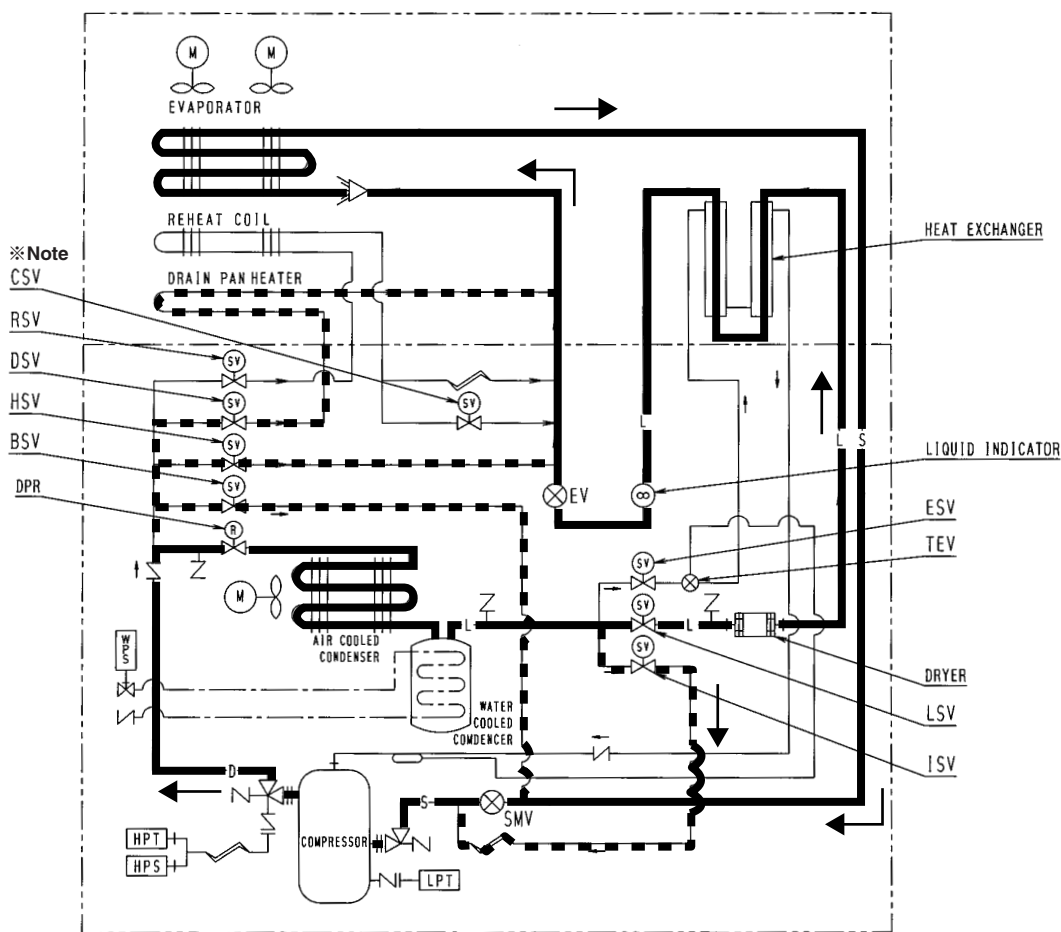 M
M
EVAPORATOR
REHEAT COIL
HEAT EXCHANGER
※Note
CSV
DRAIN PAN HEATER
RSV
SV
DSV
SV
SV
HSV
SV
L
L
S
BSV
SV
LIQUID INDICATOR
DPR
EV
ESV
R
SV
TEV
M
SV
L
L
AIR COOLED
CONDENSER
SV
WPS
DRYER
WATER
COOLED
COMDENCER
LSV
ISV
D
S
SMV
COMPRESSOR
HPT
HPS
LPT